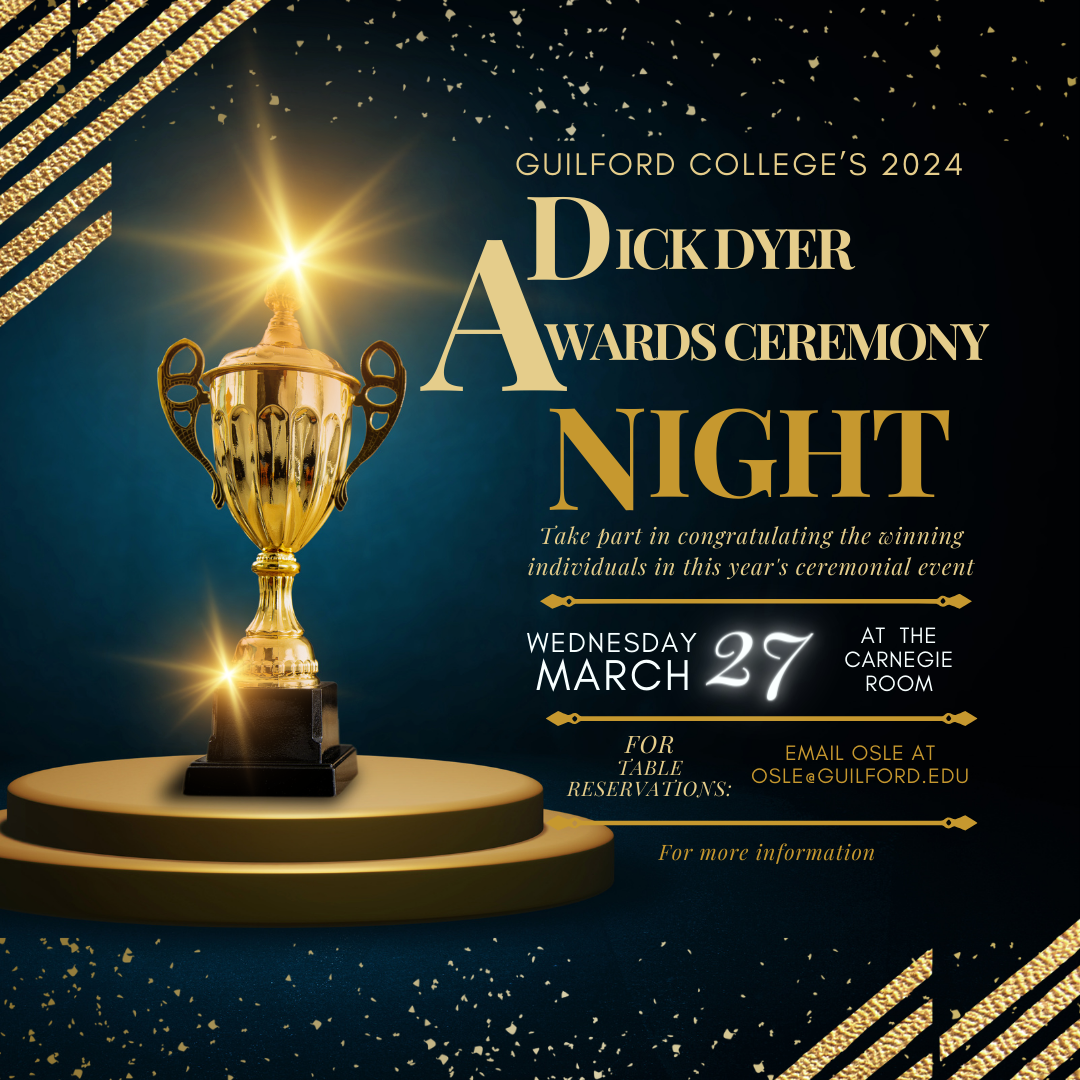 GUILFORD COLLEGE’S 2024
DICK DYER
AWARDS CEREMONY
NIGHT
Take part in congratulating the winning
individuals in this year's ceremonial event
WEDNESDAY
MARCH
27
AT THE
CARNEGIE
ROOM
FOR
TABLE
RESERVATIONS:
EMAIL OSLE AT
OSLE@GUILFORD.EDU
For more information